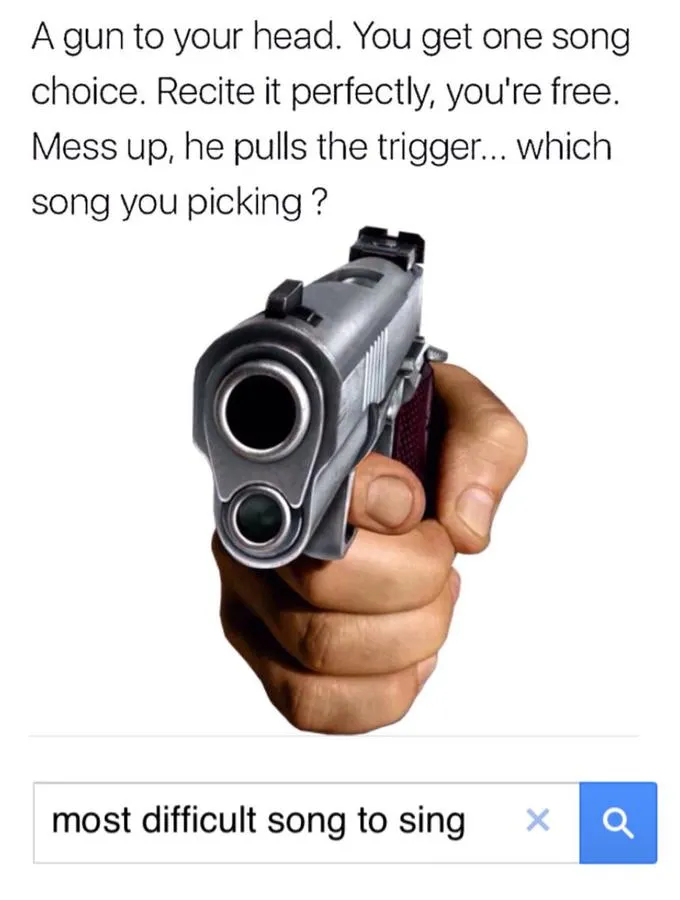 A gun to your head. You get one song
choice. Recite it perfectly, you're free.
Mess up, he pulls the trigger... which
song you picking ?
most difficult song to sing